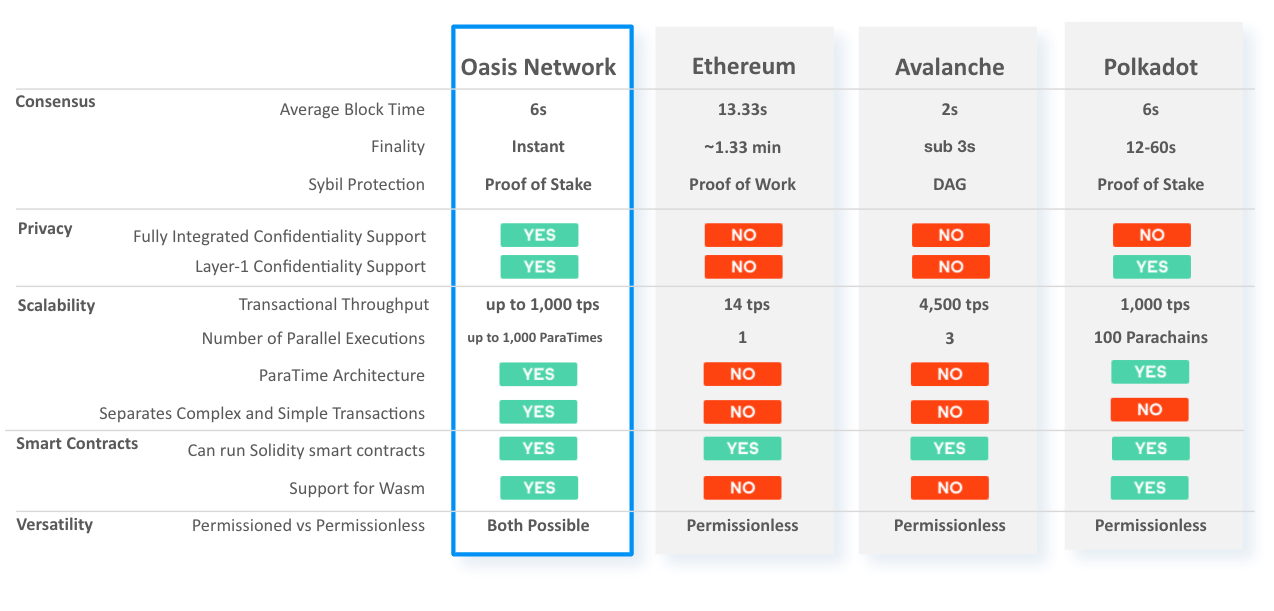 Oasis Network Ethereum Avalanche Polkadot
Consensus
Average Block Time 6s 13.33s 2s 6s
Finality Instant ~1.33 min sub 3s 12-60s
Sybil Protection Proof of Stake Proof of Work DAG Proof of Stake
Privacy
Fully Integrated Confidentiality Support YES NO NO NO
Layer-1 Confidentiality Support YES NO NO YES
Scalability Transactional Throughput up to 1,000 tps 14 tps 4,500 tps 1,000 tps
Number of Parallel Executions up to 1,000 ParaTimes 1 3 100 Parachains
ParaTime Architecture YES NO NO YES
Separates Complex and Simple Transactions YES NO NO NO
Smart Contracts Can run Solidity smart contracts YES YES YES YES
Support for Wasm YES NO NO YES
Versatility Permissioned vs Permissionless Both Possible Permissionless Permissionless Permissionless